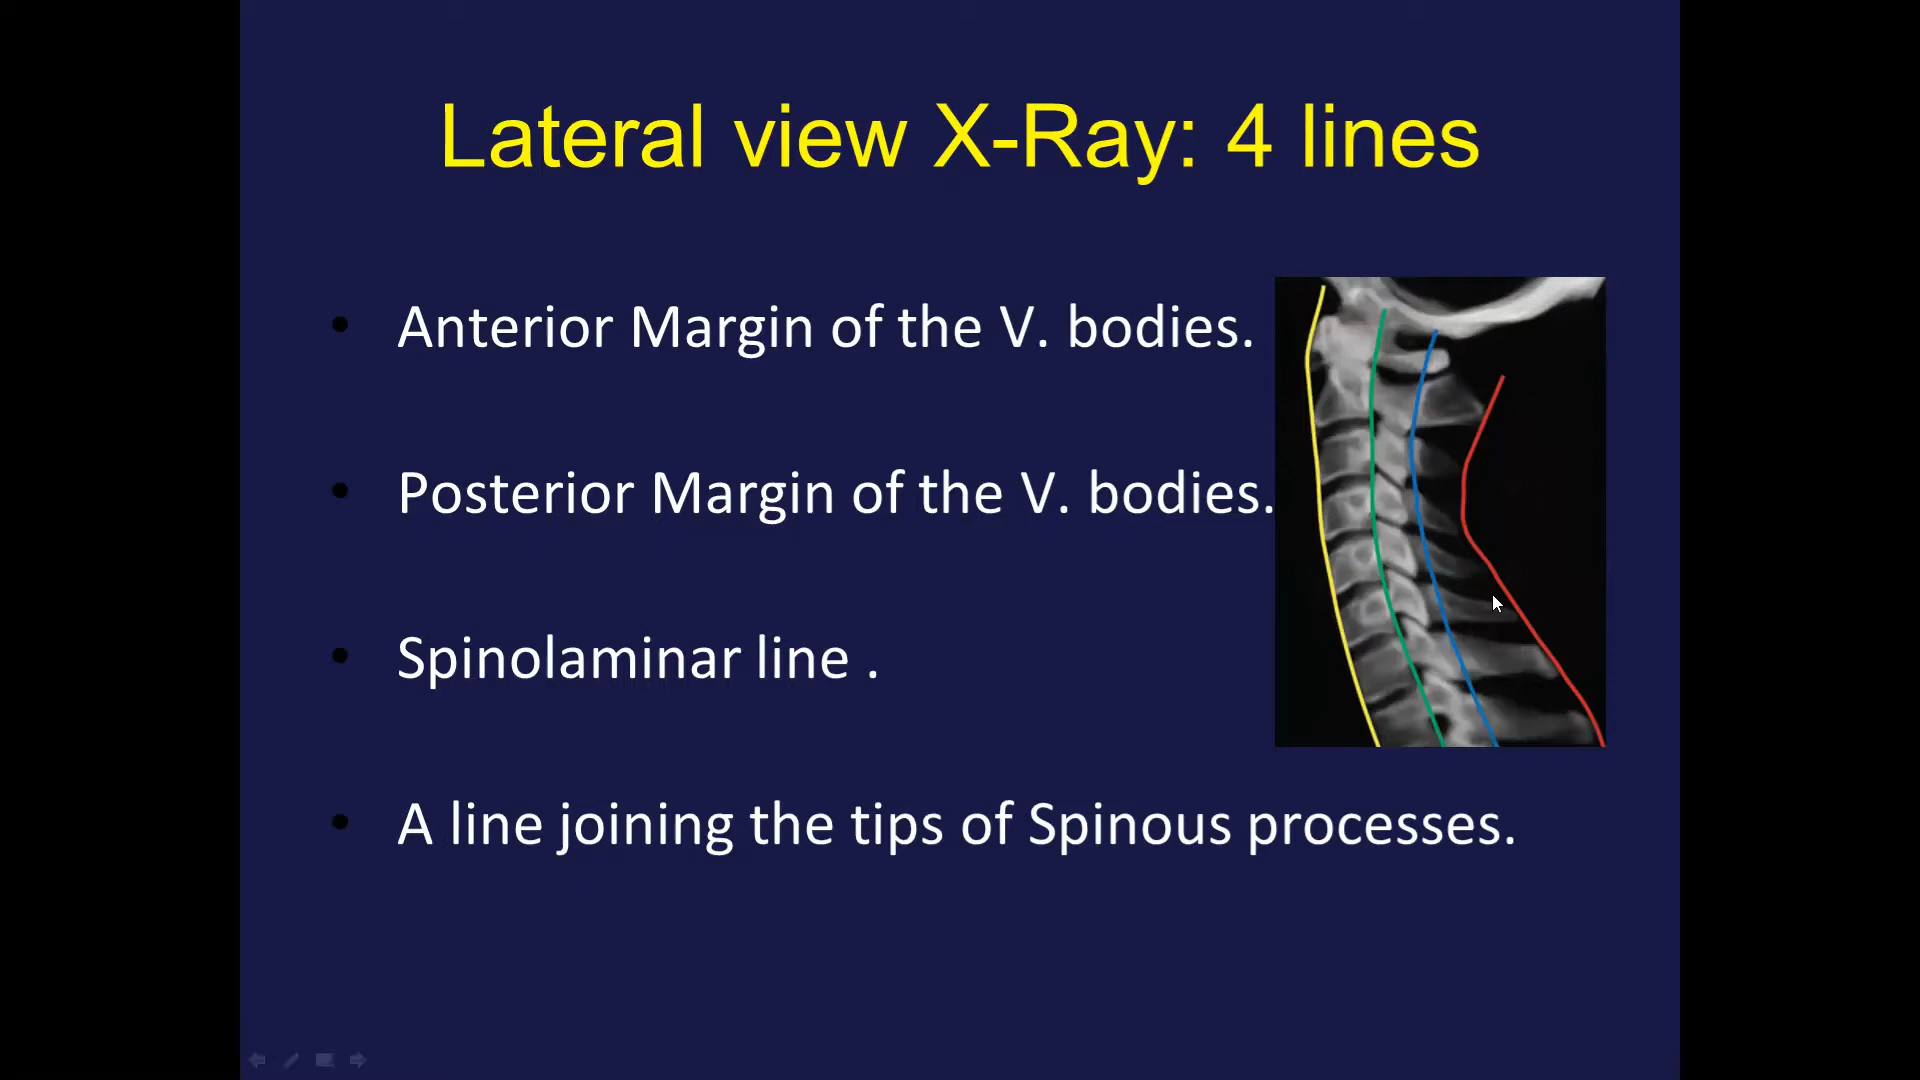 Lateral view X-Ray: 4 lines
• Anterior Margin of the V. bodies.
• Posterior Margin of the V. bodies.
• Spinolaminar line .
• A line joining the tips of Spinous processes.